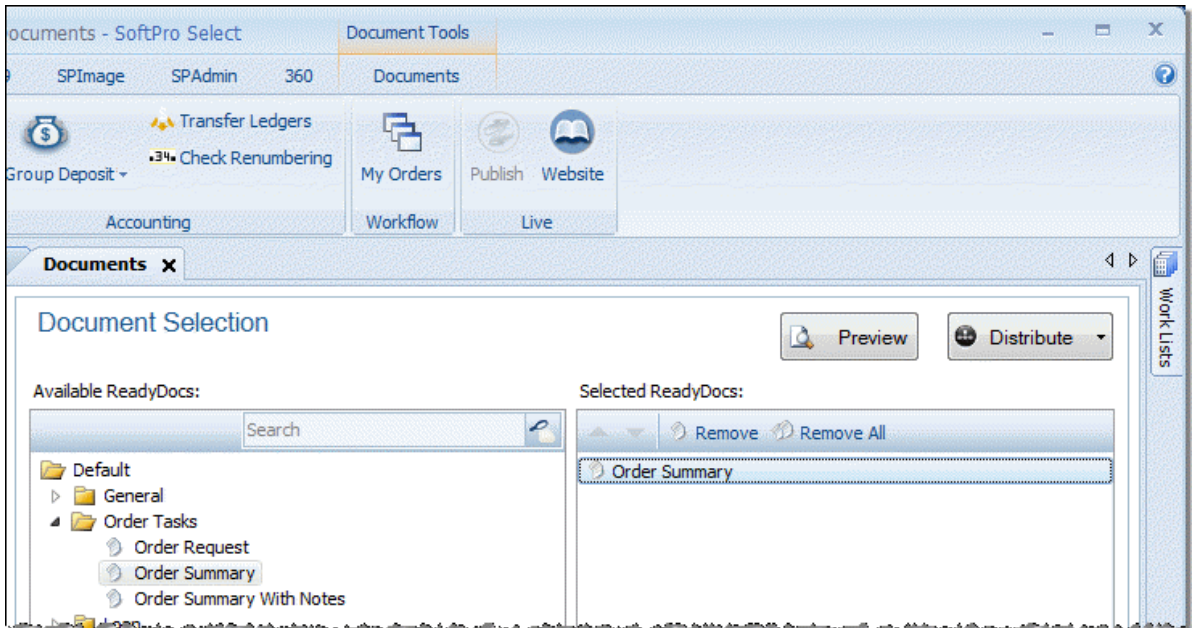 ocuments - SoftPro Select Document Tools
9 SPImage SPAdmin 360 Documents
Transfer Ledgers
.34. Check Renumbering
Group Deposit My Orders Publish Website
Accounting Workflow Live
Documents
Work Lists
Document Selection
Preview Distribute
Available ReadyDocs: Selected ReadyDocs:
Search Remove Remove All
Default Order Summary
General
Order Tasks
Order Request
Order Summary
Order Summary With Notes